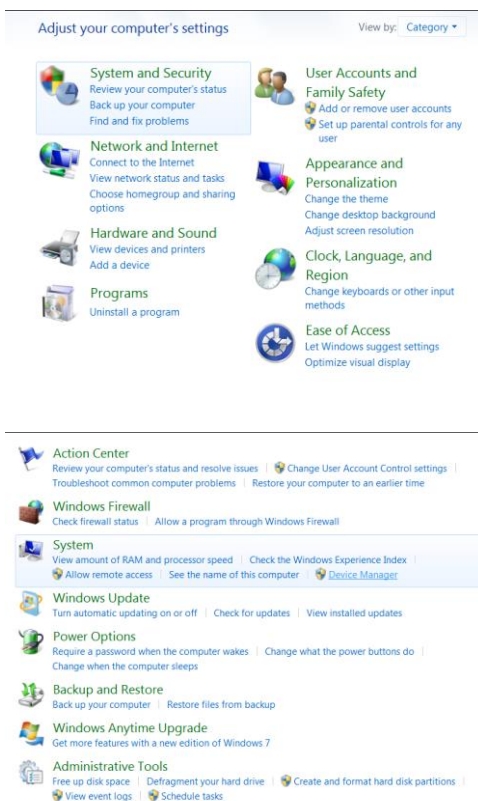 Adjust your computer's settings
View by: Category
System and Security
Review your computer's status
Back up your computer
Find and fix problems
Network and Internet
Connect to the Internet
View network status and tasks
Choose homegroup and sharing
options
Hardware and Sound
View devices and printers
Add a device
Programs
Uninstall a program
User Accounts and
Family Safety
Add or remove user accounts
Set up parental controls for any
user
Appearance and
Personalization
Change the theme
Change desktop background
Adjust screen resolution
Clock, Language, and
Region
Change keyboards or other input
methods
Ease of Access
Let Windows suggest settings
Optimize visual display
Action Center
Review your computer's status and resolve issues | Change User Account Control settings |
Troubleshoot common computer problems | Restore your computer to an earlier time
Windows Firewall
Check firewall status | Allow a program through Windows Firewall
System
View amount of RAM and processor speed | Check the Windows Experience Index |
Allow remote access | See the name of this computer | Device Manager
Windows Update
Turn automatic updating on or off | Check for updates | View installed updates
Power Options
Require a password when the computer wakes | Change what the power buttons do |
Change when the computer sleeps
Backup and Restore
Back up your computer | Restore files from backup
Windows Anytime Upgrade
Get more features with a new edition of Windows 7
Administrative Tools
Free up disk space | Defragment your hard drive | Create and format hard disk partitions |
View event logs | Schedule tasks